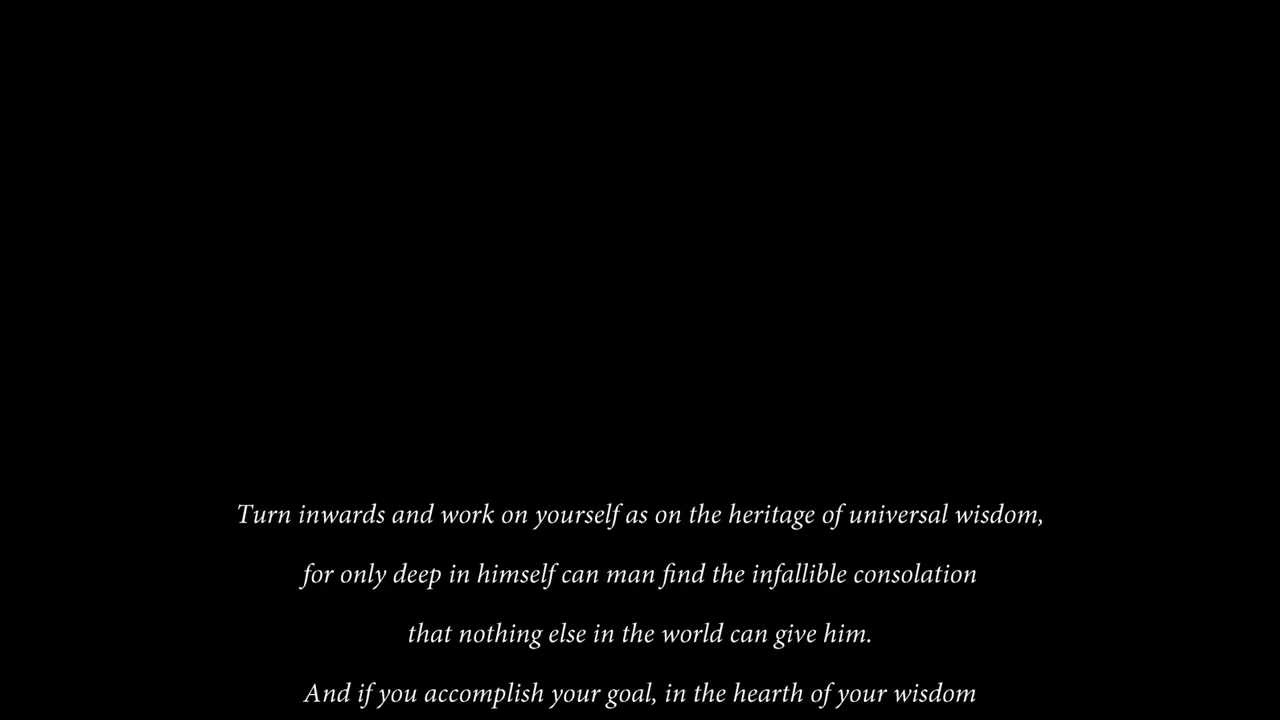 Turn inwards and work on yourself as on the heritage of universal wisdom,
for only deep in himself can man find the infallible consolation
that nothing else in the world can give him.
And if you accomplish your goal, in the hearth of your wisdom